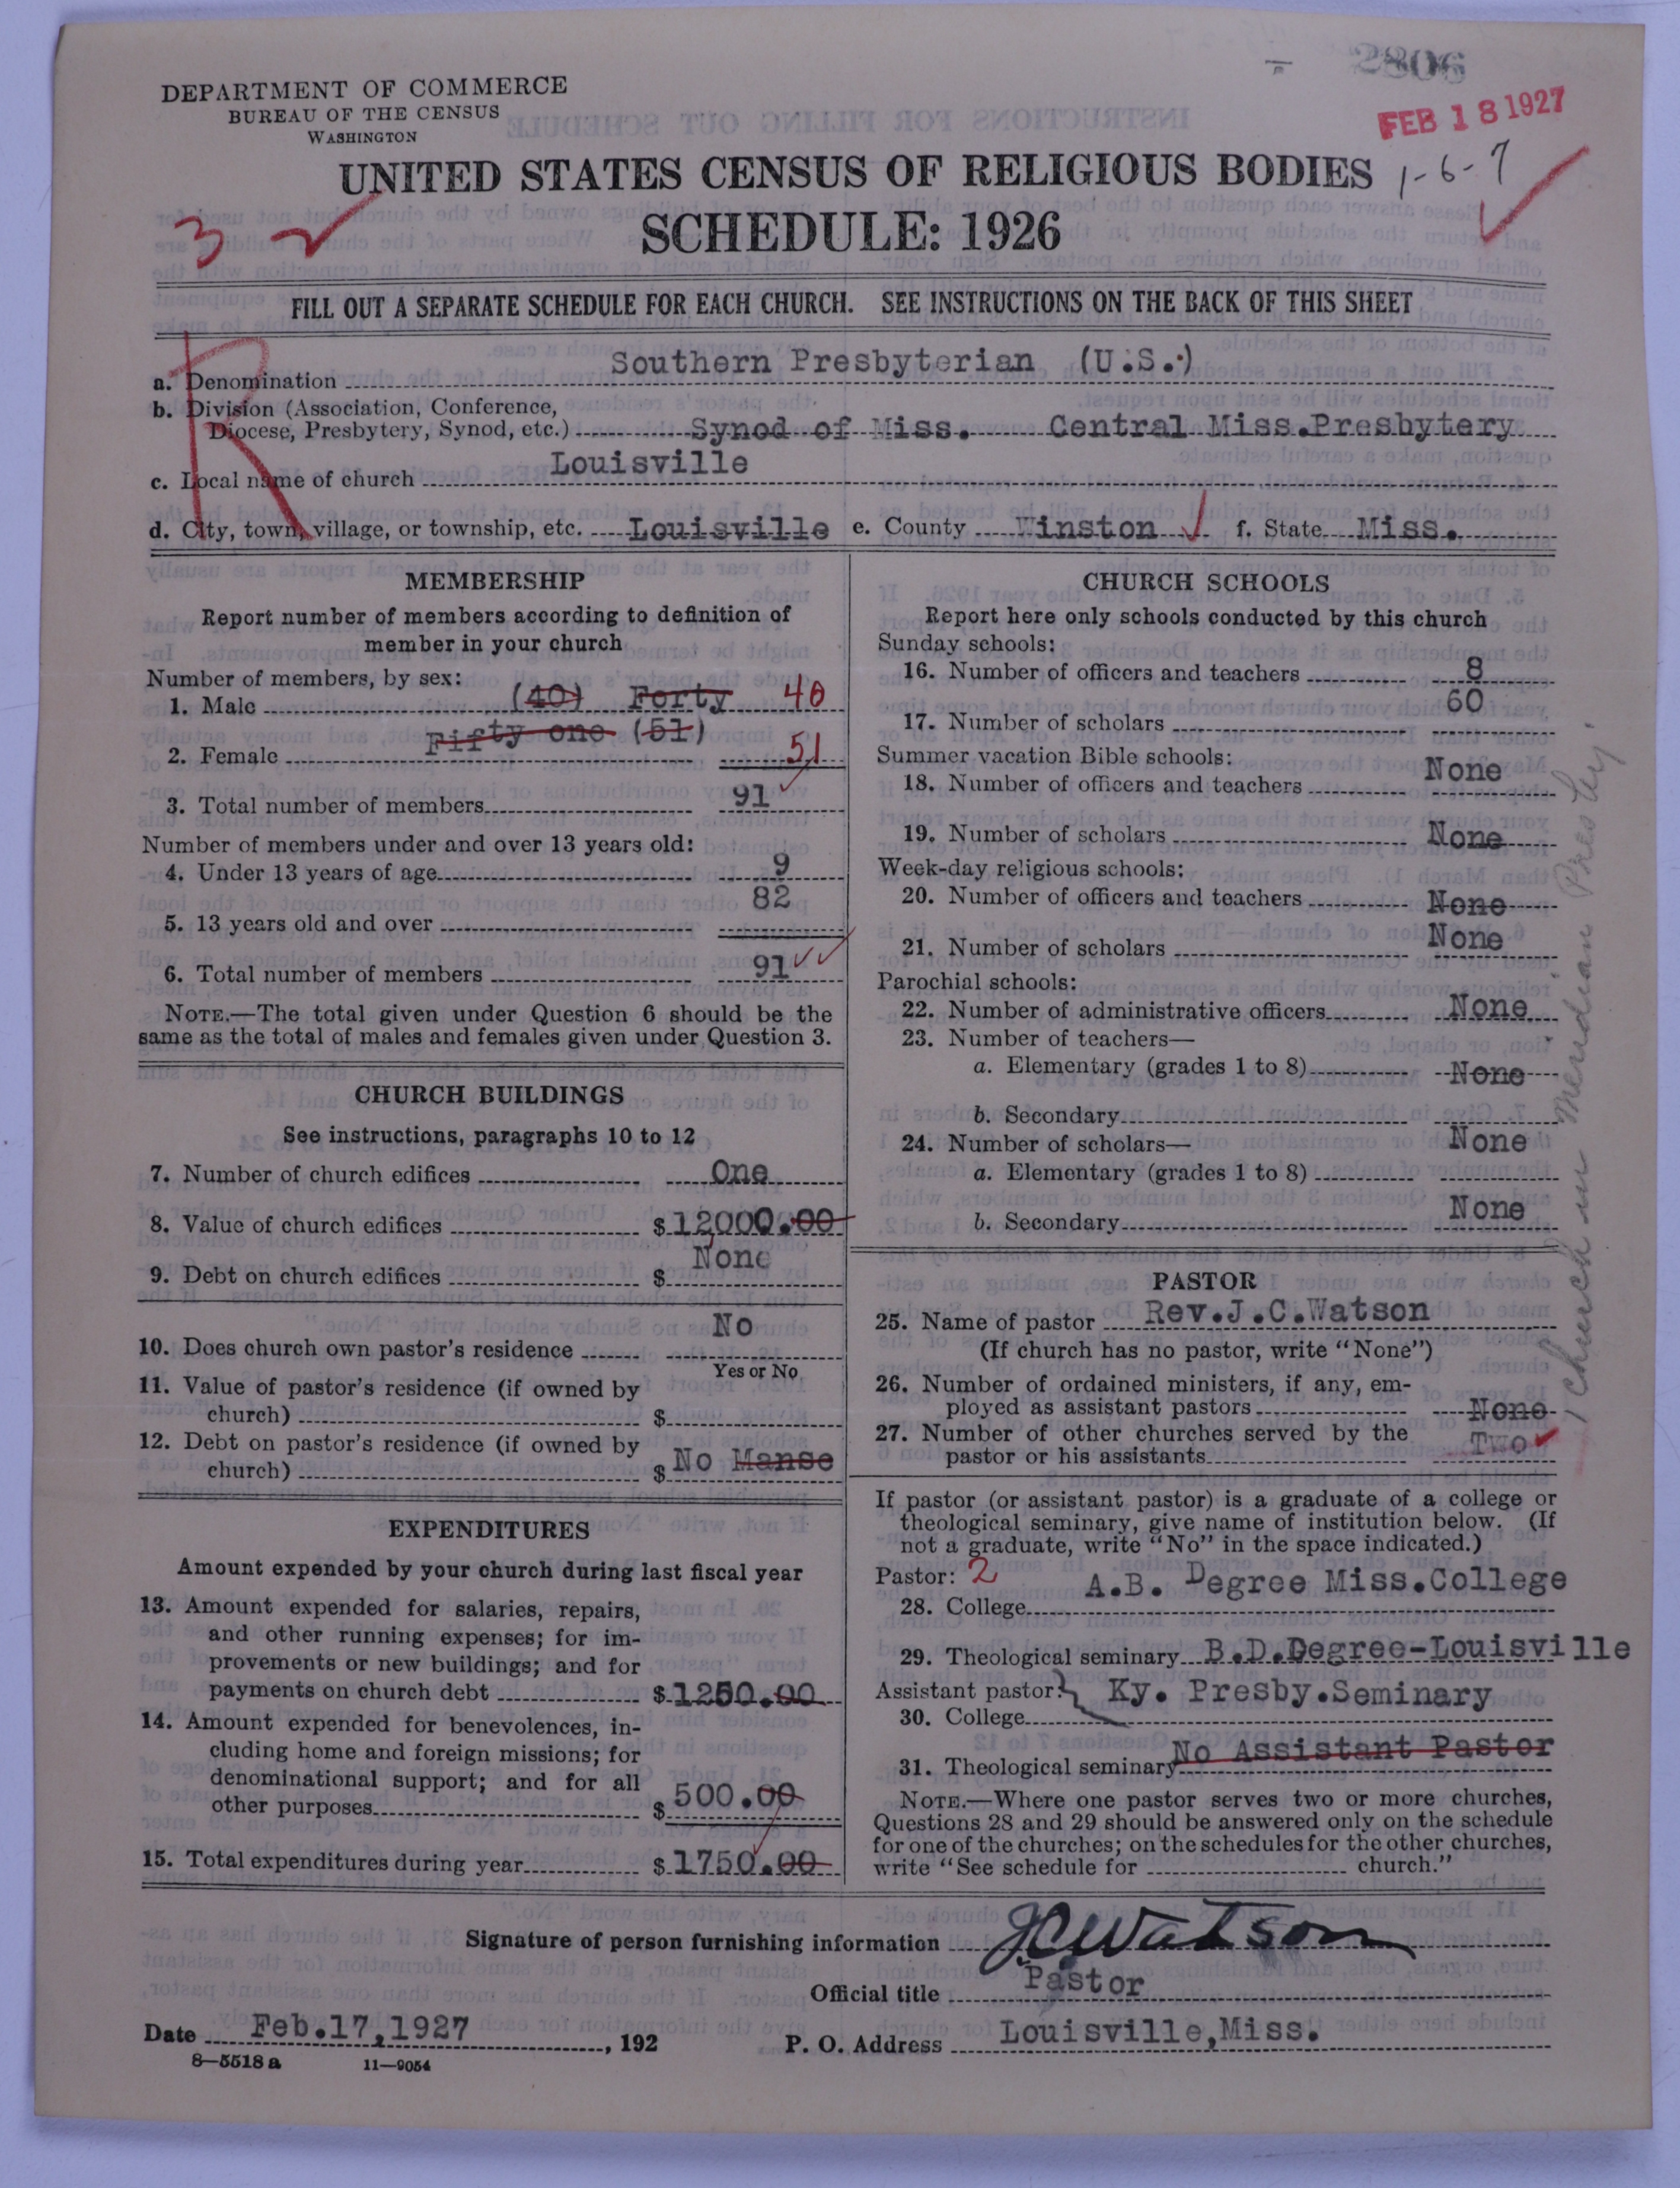 2806
FEB 18 1927
DEPARTMENT OF COMMERCE
BUREAU OF THE CENSUS
WASHINGTON
UNITED STATES CENSUS OF RELIGIOUS BODIES 1-6-7
3 2 SCHEDULE: 1926
FILL OUT A SEPARATE SCHEDULE FOR EACH CHURCH. SEE INSTRUCTIONS ON THE BACK OF THIS SHEET
R
a. Denomination Southern Presbyterian (U.S.)
b. Division (Association, Conference,
Diocese, Presbytery, Synod, etc.) Synod of Miss. Central Miss.Presbytery
c. Local name of church Louisville
d. City, town, village, or township, etc. Louisville e. County Winston f. State Miss.
MEMBERSHIP
Report number of members according to definition of
member in your church
Number of members, by sex:
1. Male (40) Forty 40
2. Female Fifty one (51) 51
3. Total number of members 91
Number of members under and over 13 years old:
4. Under 13 years of age 9
5. 13 years old and over 82
6. Total number of members 91
NOTE.—The total given under Question 6 should be the
same as the total of males and females given under Question 3.
CHURCH BUILDINGS
See instructions, paragraphs 10 to 12
7. Number of church edifices One
8. Value of church edifices $12000.00
9. Debt on church edifices $ None
10. Does church own pastor's residence No
Yes or No
11. Value of pastor's residence (if owned by
church) $
12. Debt on pastor's residence (if owned by
church) $ No Manse
EXPENDITURES
Amount expended by your church during last fiscal year
13. Amount expended for salaries, repairs,
and other running expenses; for im-
provements or new buildings; and for
payments on church debt $1250.00
14. Amount expended for benevolences, in-
cluding home and foreign missions; for
denominational support; and for all
other purposes $500.00
15. Total expenditures during year $1750.00
CHURCH SCHOOLS
Report here only schools conducted by this church
Sunday schools:
16. Number of officers and teachers 8
17. Number of scholars 60
Summer vacation Bible schools:
18. Number of officers and teachers None
19. Number of scholars None
Week-day religious schools:
20. Number of officers and teachers None
21. Number of scholars None
Parochial schools:
22. Number of administrative officers None
23. Number of teachers—
a. Elementary (grades 1 to 8) None
b. Secondary
24. Number of scholars— None
a. Elementary (grades 1 to 8)
b. Secondary None
PASTOR
25. Name of pastor Rev.J.C.Watson
(If church has no pastor, write "None")
26. Number of ordained ministers, if any, em-
ployed as assistant pastors None
27. Number of other churches served by the
pastor or his assistants Two
If pastor (or assistant pastor) is a graduate of a college or
theological seminary, give name of institution below. (If
not a graduate, write "No" in the space indicated.)
Pastor: 2
28. College A.B. Degree Miss.College
29. Theological seminary B.D.Degree-Louisville
Assistant pastor: Ky. Presby.Seminary
30. College
31. Theological seminary No Assistant Pastor
NOTE.—Where one pastor serves two or more churches,
Questions 28 and 29 should be answered only on the schedule
for one of the churches; on the schedules for the other churches,
write "See schedule for church."
1 Church in Meridian Presby.
Signature of person furnishing information JCWatson
Official title Pastor
Date Feb.17,1927, 192 P. O. Address Louisville,Miss.
8—5518 a 11—9054